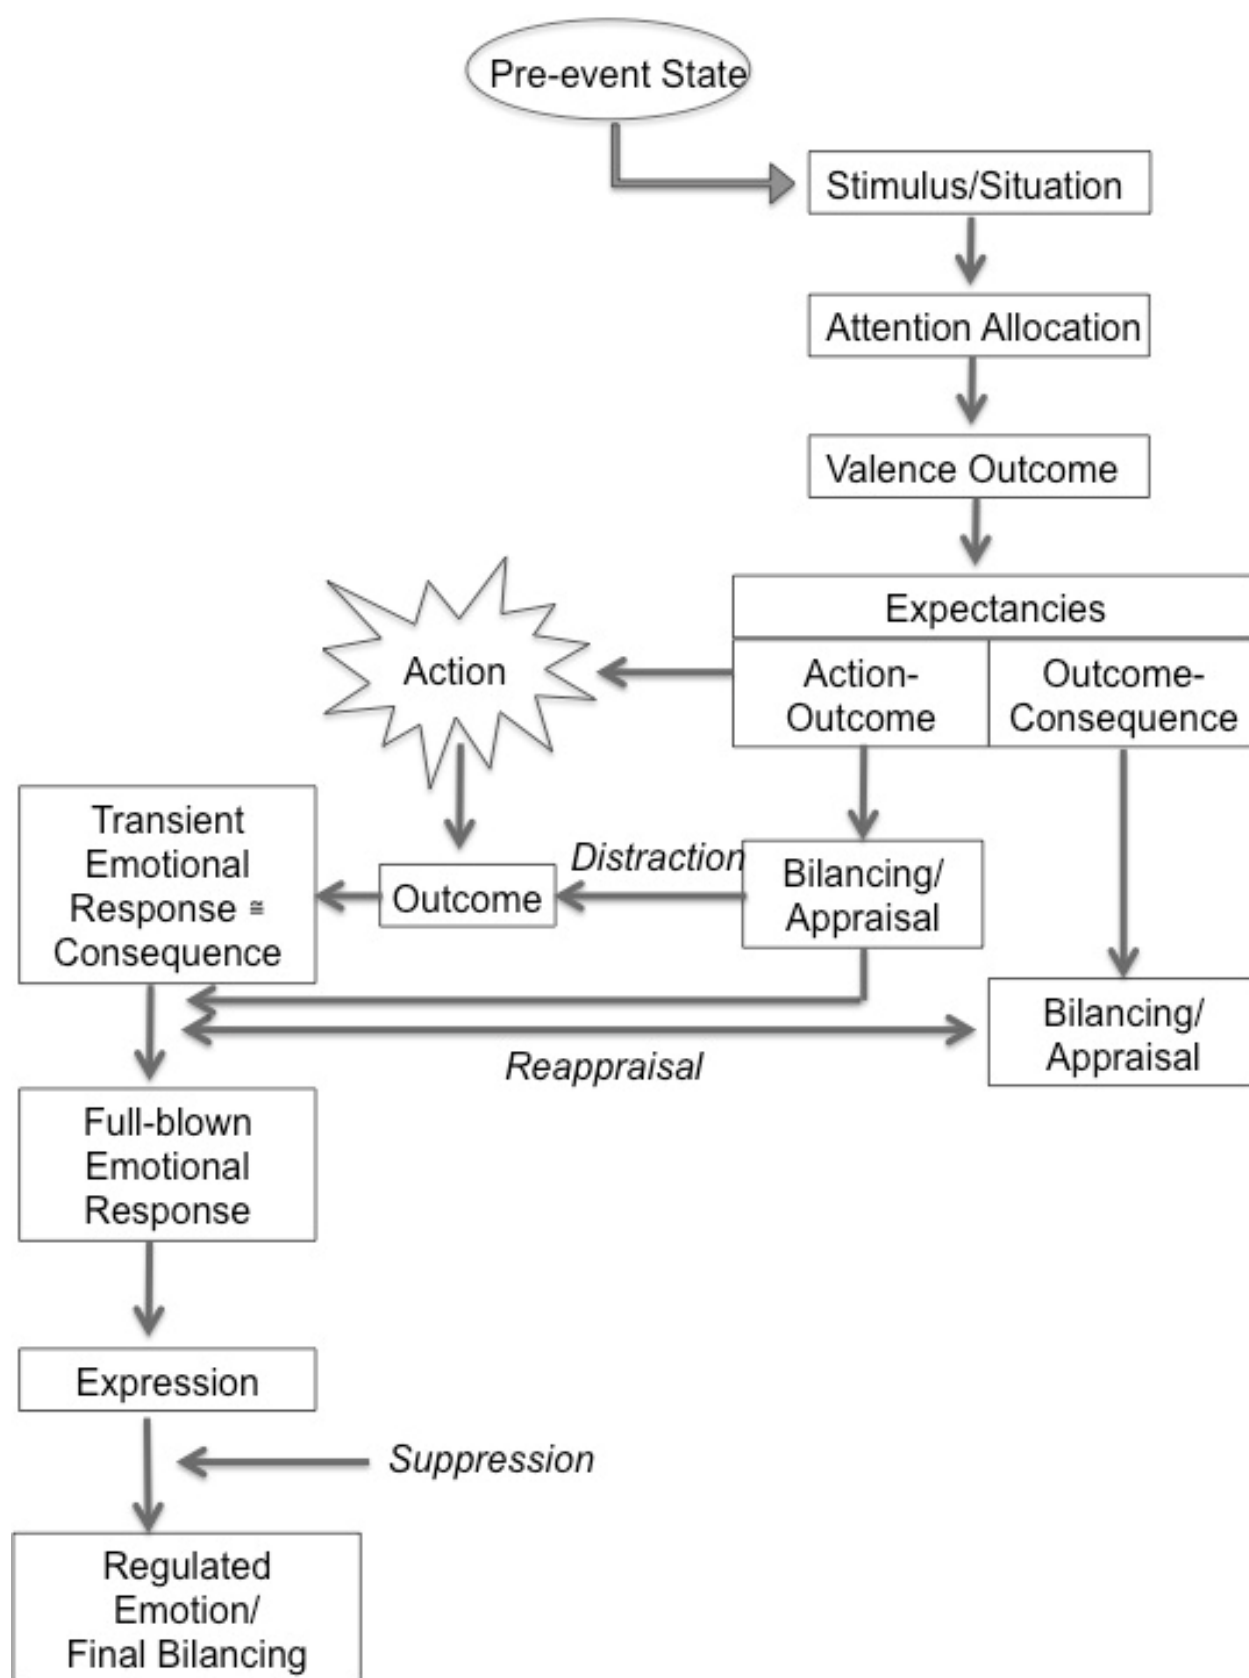 Pre-event State
Stimulus/Situation
Attention Allocation
Valence Outcome
Expectancies
Action-
Outcome
Outcome-
Consequence
Action
Transient
Emotional
Response ≅
Consequence
Outcome
Distraction
Bilancing/
Appraisal
Bilancing/
Appraisal
Reappraisal
Full-blown
Emotional
Response
Expression
Suppression
Regulated
Emotion/
Final Bilancing